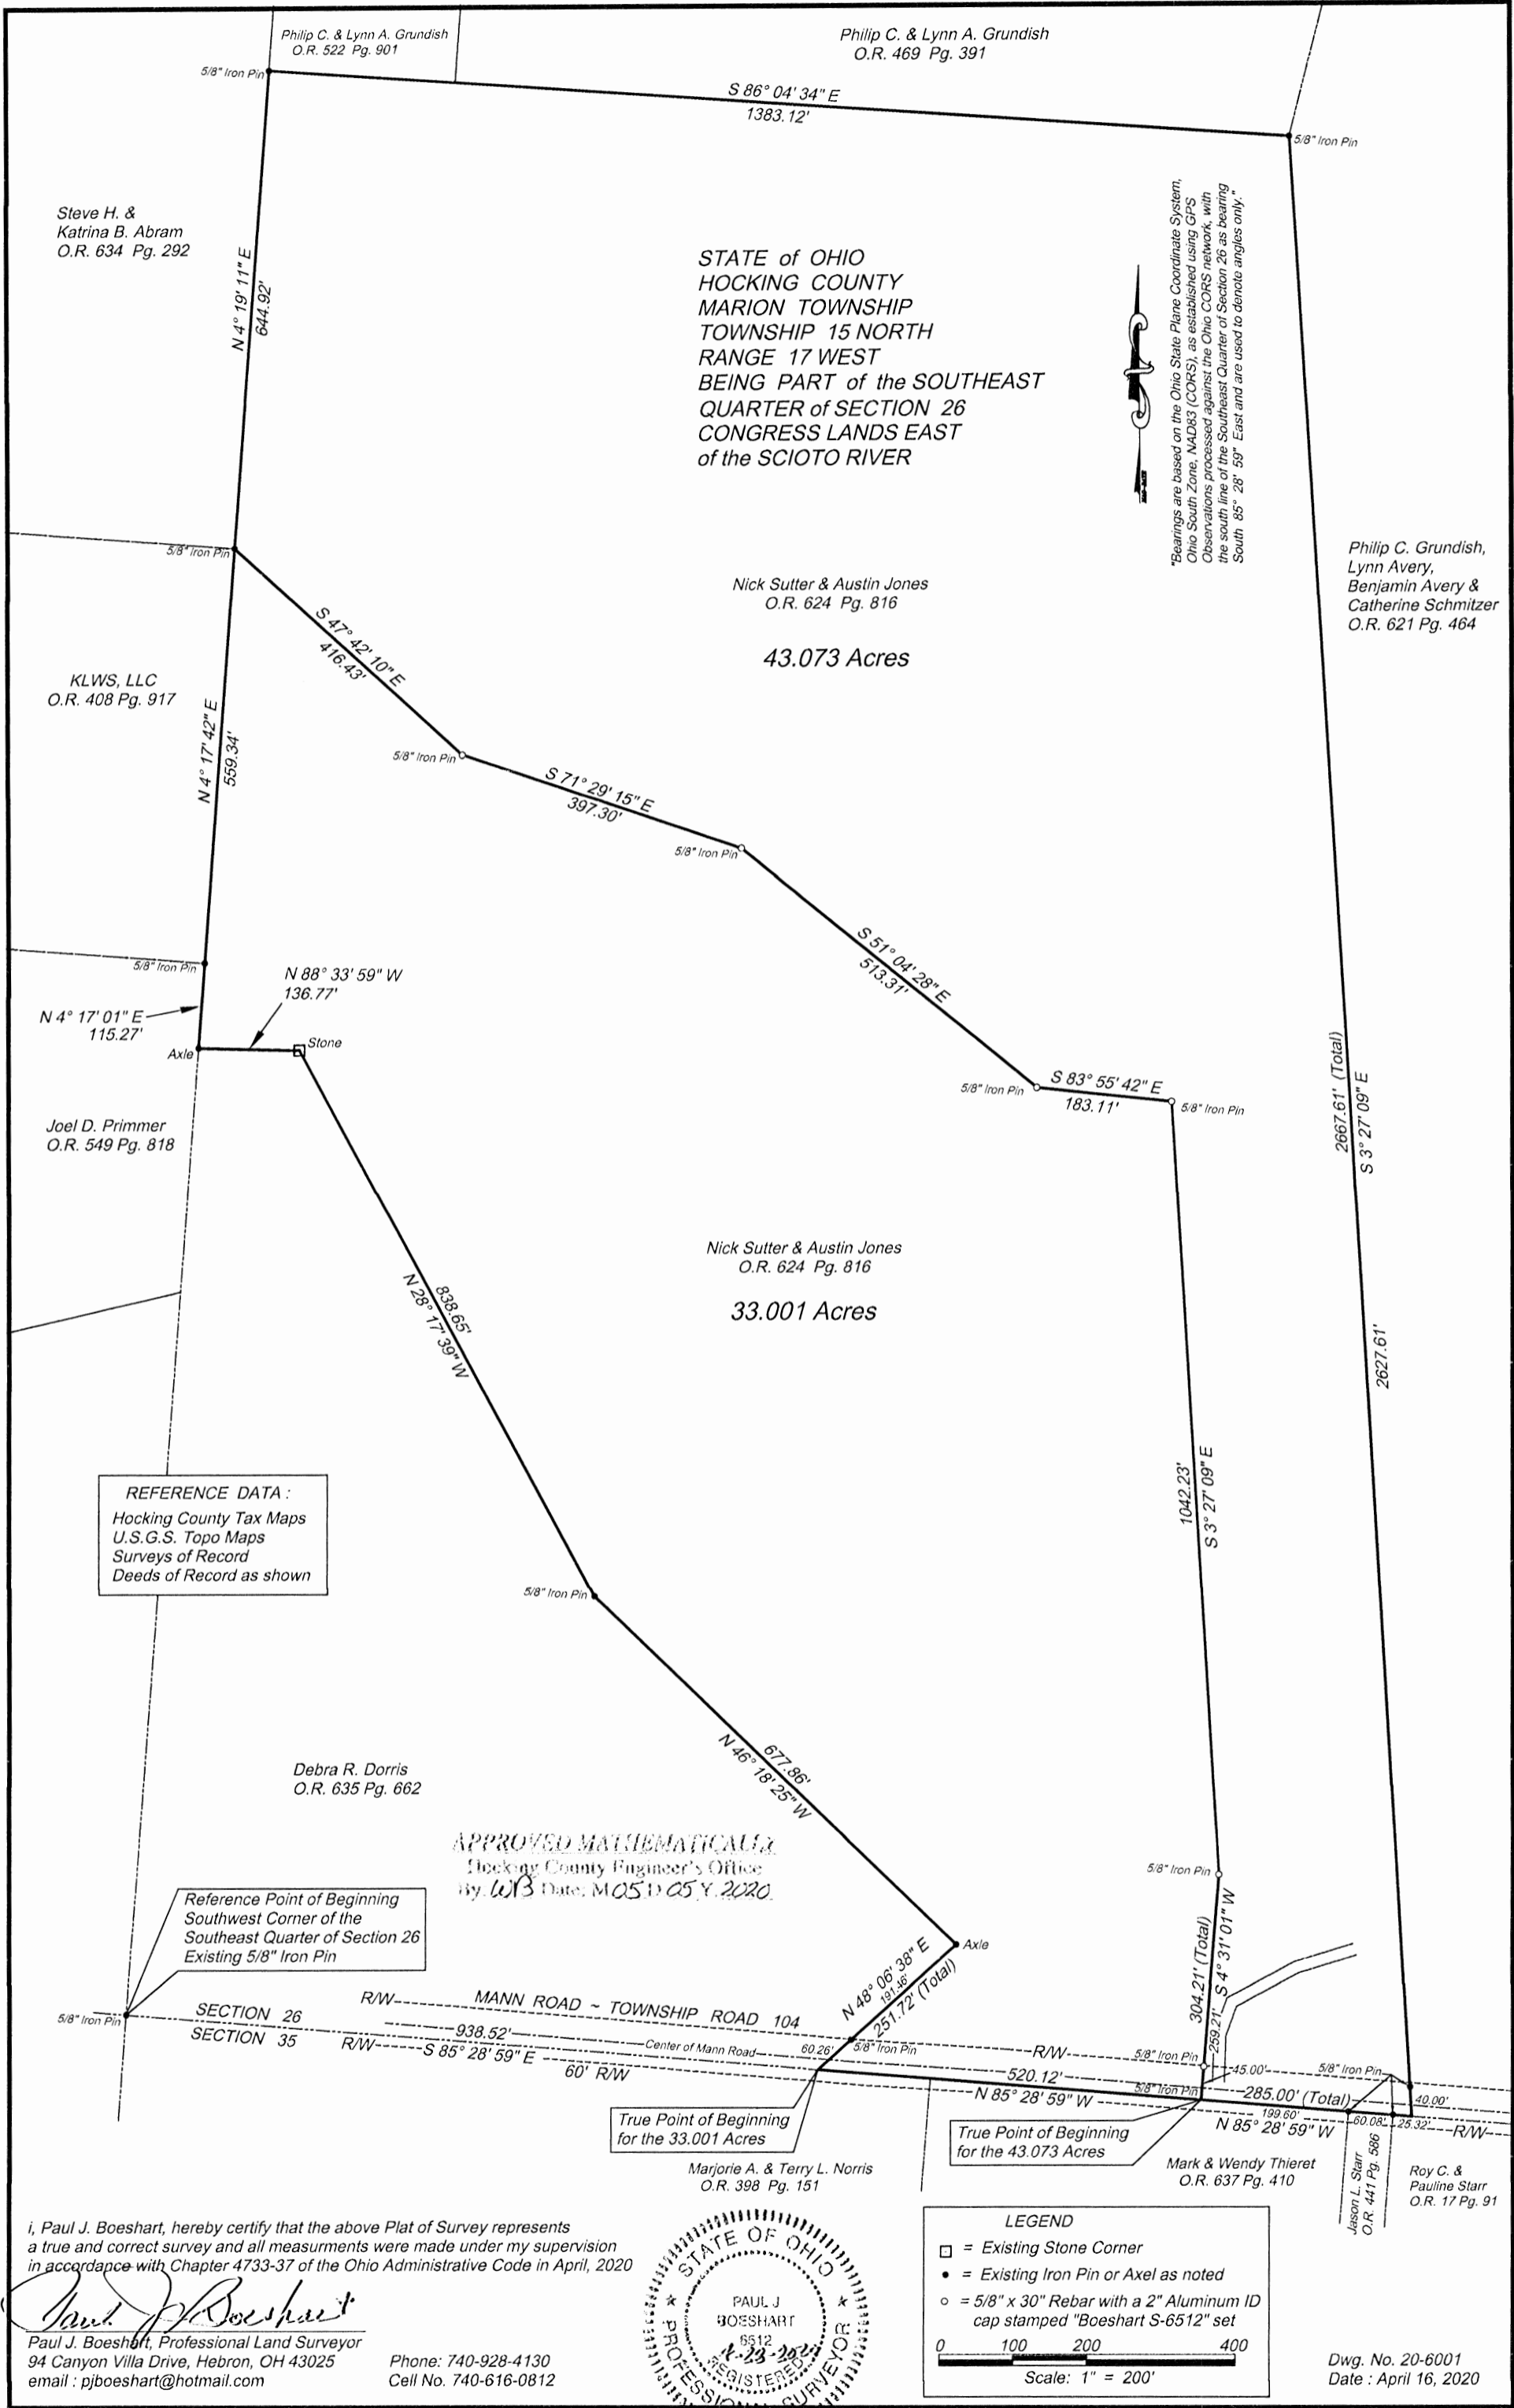 Philip C. & Lynn A. Grundish
O.R. 522 Pg. 901
Philip C. & Lynn A. Grundish
O.R. 469 Pg. 391
5/8" Iron Pin
S 86° 04' 34" E
1383.12'
5/8" Iron Pin
Steve H. &
Katrina B. Abram
O.R. 634 Pg. 292
N 4° 19' 11" E
644.92'
STATE of OHIO
HOCKING COUNTY
MARION TOWNSHIP
TOWNSHIP 15 NORTH
RANGE 17 WEST
BEING PART of the SOUTHEAST
QUARTER of SECTION 26
CONGRESS LANDS EAST
of the SCIOTO RIVER
"Bearings are based on the Ohio State Plane Coordinate System,
Ohio South Zone, NAD83 (CORS), as established using GPS
Observations processed against the Ohio CORS network, with
the south line of the Southeast Quarter of Section 26 as bearing
South 85° 28' 59" East and are used to denote angles only."
5/8" Iron Pin
Philip C. Grundish,
Lynn Avery,
Benjamin Avery &
Catherine Schmitzer
O.R. 621 Pg. 464
Nick Sutter & Austin Jones
O.R. 624 Pg. 816
43.073 Acres
S 47° 42' 10" E
416.43'
KLWS, LLC
O.R. 408 Pg. 917
N 4° 17' 42" E
559.34'
5/8" Iron Pin
S 71° 29' 15" E
397.30'
5/8" Iron Pin
S 51° 04' 28" E
513.31'
5/8" Iron Pin
N 88° 33' 59" W
136.77'
N 4° 17' 01" E
115.27'
Axle
Stone
5/8" Iron Pin
S 83° 55' 42" E
183.11'
5/8" Iron Pin
2667.61' (Total)
S 3° 27' 09" E
Joel D. Primmer
O.R. 549 Pg. 818
Nick Sutter & Austin Jones
O.R. 624 Pg. 816
33.001 Acres
838.65'
N 28° 17' 39" W
2627.61'
1042.23'
S 3° 27' 09" E
REFERENCE DATA :
Hocking County Tax Maps
U.S.G.S. Topo Maps
Surveys of Record
Deeds of Record as shown
5/8" Iron Pin
677.86'
N 46° 18' 25" W
Debra R. Dorris
O.R. 635 Pg. 662
APPROVED MATHEMATICALLY
Hocking County Engineer's Office
By: WB Date: M 05 D 05 Y. 2020
5/8" Iron Pin
Reference Point of Beginning
Southwest Corner of the
Southeast Quarter of Section 26
Existing 5/8" Iron Pin
Axle
N 48° 06' 38" E
191.46'
251.72' (Total)
304.21' (Total)
S 4° 31' 01" W
259.21'
5/8" Iron Pin
SECTION 26
SECTION 35
R/W
MANN ROAD ~ TOWNSHIP ROAD 104
938.52'
R/W
S 85° 28' 59" E
Center of Mann Road
60' R/W
60.26'
5/8" Iron Pin
R/W
5/8" Iron Pin
520.12'
N 85° 28' 59" W
5/8" Iron Pin
45.00'
5/8" Iron Pin
285.00' (Total)
40.00'
199.60'
60.08'
25.32'
N 85° 28' 59" W
R/W
True Point of Beginning
for the 33.001 Acres
True Point of Beginning
for the 43.073 Acres
Marjorie A. & Terry L. Norris
O.R. 398 Pg. 151
Mark & Wendy Thieret
O.R. 637 Pg. 410
Jason L. Starr
O.R. 441 Pg. 586
Roy C. &
Pauline Starr
O.R. 17 Pg. 91
i, Paul J. Boeshart, hereby certify that the above Plat of Survey represents
a true and correct survey and all measurments were made under my supervision
in accordance with Chapter 4733-37 of the Ohio Administrative Code in April, 2020
Paul J Boeshart
Paul J. Boeshart, Professional Land Surveyor
94 Canyon Villa Drive, Hebron, OH 43025
email : pjboeshart@hotmail.com
Phone: 740-928-4130
Cell No. 740-616-0812
STATE OF OHIO
PAUL J
BOESHART
6512
4-23-2020
REGISTERED
PROFESSIONAL SURVEYOR
LEGEND
= Existing Stone Corner
= Existing Iron Pin or Axel as noted
= 5/8" x 30" Rebar with a 2" Aluminum ID
cap stamped "Boeshart S-6512" set
0 100 200 400
Scale: 1" = 200'
Dwg. No. 20-6001
Date : April 16, 2020